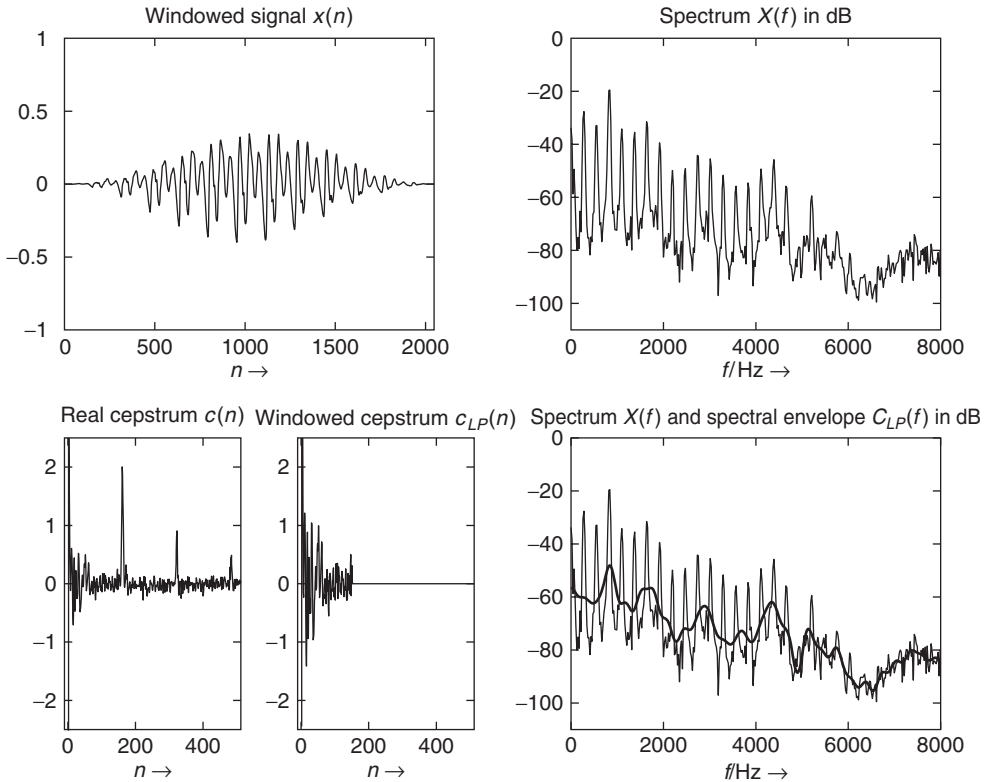 Windowed signal x(n)
1
0.5
0
−0.5
−1
0 500 1000 1500 2000
n →
Spectrum X(f) in dB
0
−20
−40
−60
−80
−100
0 2000 4000 6000 8000
f/Hz →
Real cepstrum c(n)
2
1
0
−1
−2
0 200 400
n →
Windowed cepstrum c_LP(n)
2
1
0
−1
−2
0 200 400
n →
Spectrum X(f) and spectral envelope C_LP(f) in dB
0
−20
−40
−60
−80
−100
0 2000 4000 6000 8000
f/Hz →